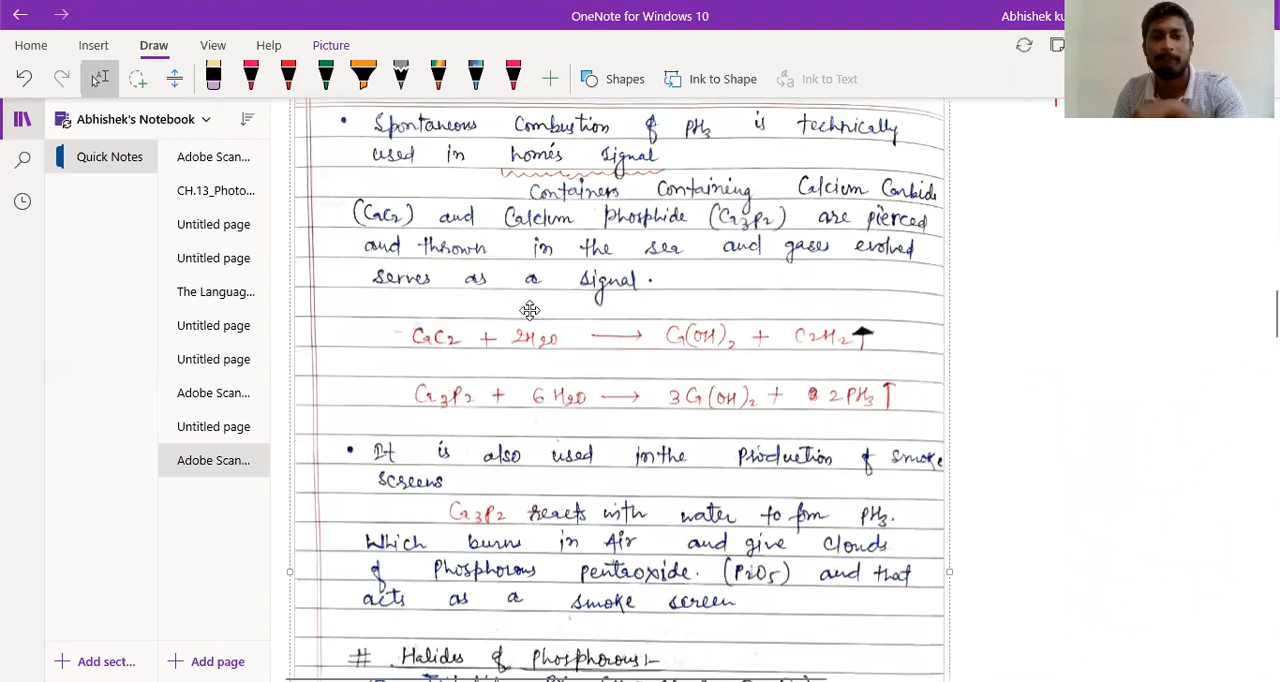 OneNote for Windows 10
Abhishek ku
Home Insert Draw View Help Picture
Shapes Ink to Shape Ink to Text
Abhishek's Notebook
Quick Notes
Adobe Scan...
CH.13_Photo...
Untitled page
Untitled page
The Languag...
Untitled page
Untitled page
Adobe Scan...
Untitled page
Adobe Scan...
Add sect...
Add page
• Spontaneous Combustion of PH3 is technically
used in homés signal
Containers Containing Calcium Carbide
(CaC2) and Calcium phosphide (Ca3P2) are pierced
and thrown in the sea and gases evolved
serves as a signal.
CaC2 + 2H2O → Ca(OH)2 + C2H2↑
Ca3P2 + 6H2O → 3Ca(OH)2 + 2PH3↑
• It is also used in the Production of smoke
screens
Ca3P2 reacts with water to form PH3.
Which burns in Air and give clouds
of Phosphorous pentroxide. (P2O5) and that
acts as a smoke screen
# Halides of Phosphorous:-